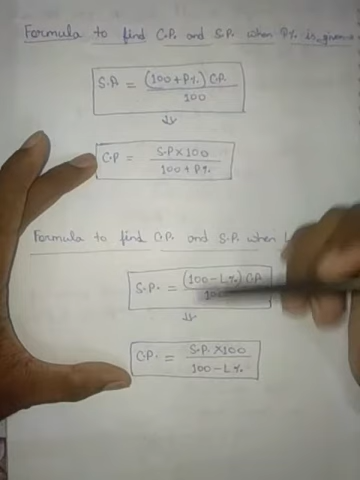 Formula to find C.P. and S.P. when P% is given
S.P. = (100 + P%) C.P.
100
⇓
C.P = S.P × 100
100 + P%
Formula to find C.P. and S.P. when L
S.P. = (100 - L%) C.P.
⇓
C.P. = S.P. × 100
100 - L%